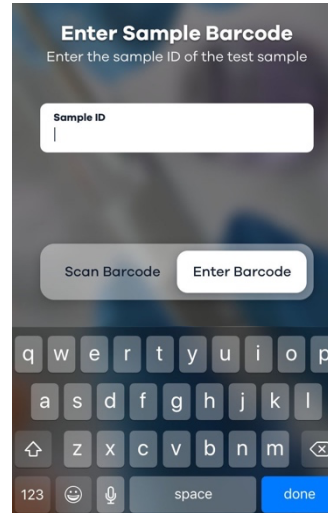 Enter Sample Barcode
Enter the sample ID of the test sample
Sample ID
Scan Barcode Enter Barcode
q w e r t y u i o p
a s d f g h j k l
z x c v b n m
123 space done